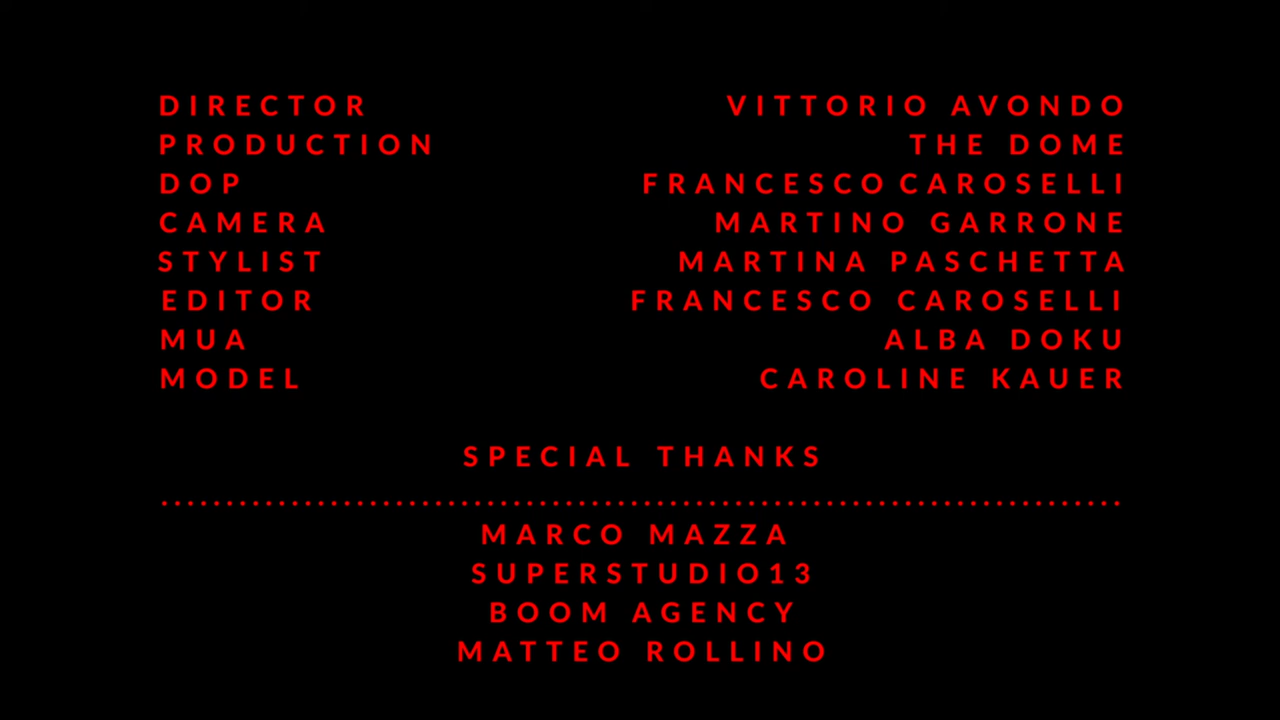 DIRECTOR VITTORIO AVONDO
PRODUCTION THE DOME
DOP FRANCESCO CAROSELLI
CAMERA MARTINO GARRONE
STYLIST MARTINA PASCHETTA
EDITOR FRANCESCO CAROSELLI
MUA ALBA DOKU
MODEL CAROLINE KAUER
SPECIAL THANKS
MARCO MAZZA
SUPERSTUDIO13
BOOM AGENCY
MATTEO ROLLINO